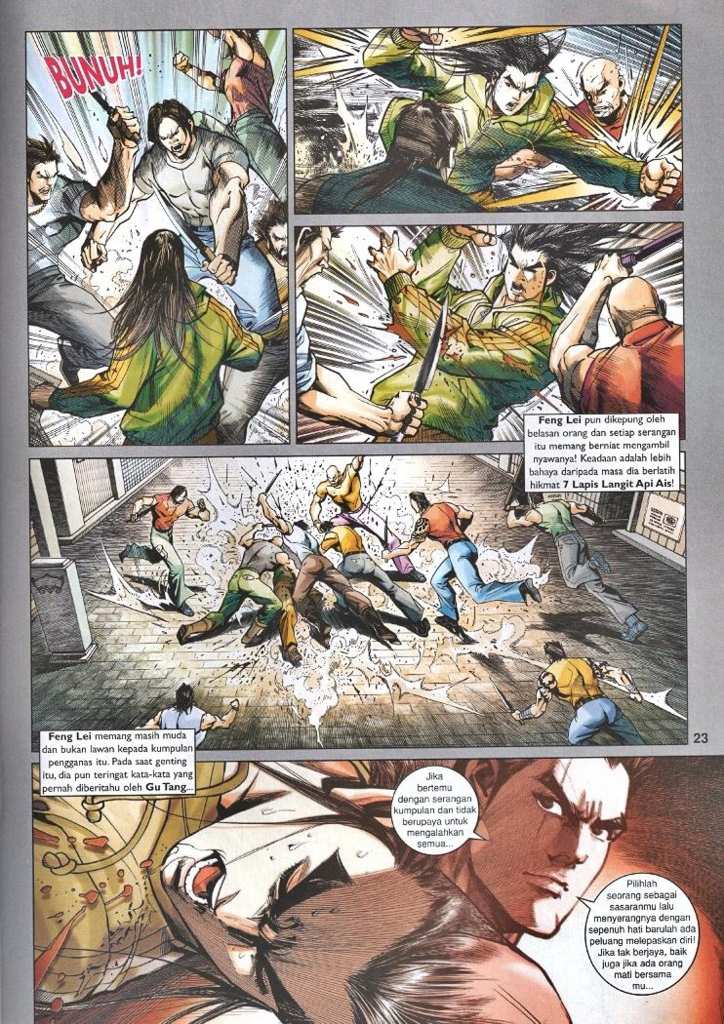 BUNUH!
Feng Lei pun dikepung oleh
belasan orang dan setiap serangan
itu memang berniat mengambil
nyawanya! Keadaan adalah lebih
bahaya daripada masa dia berlatih
hikmat 7 Lapis Langit Api Ais!
Feng Lei memang masih muda
dan bukan lawan kepada kumpulan
pengganas itu. Pada saat genting
itu, dia pun teringat kata-kata yang
pernah diberitahu oleh Gu Tang...
23
Jika
bertemu
dengan serangan
kumpulan dan tidak
berupaya untuk
mengalahkan
semua...
Pilihlah
seorang sebagai
sasaranmu lalu
menyerangnya dengan
sepenuh hati barulah ada
peluang melepaskan diri!
Jika tak berjaya, baik
juga jika ada orang
mati bersama
mu...